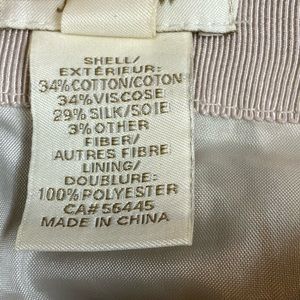 SHELL/
EXTÉRIEUR:
34% COTTON/COTON
34% VISCOSE
29% SILK/SOIE
3% OTHER
FIBER/
AUTRES FIBRE
LINING/
DOUBLURE:
100% POLYESTER
CA# 56445
MADE IN CHINA